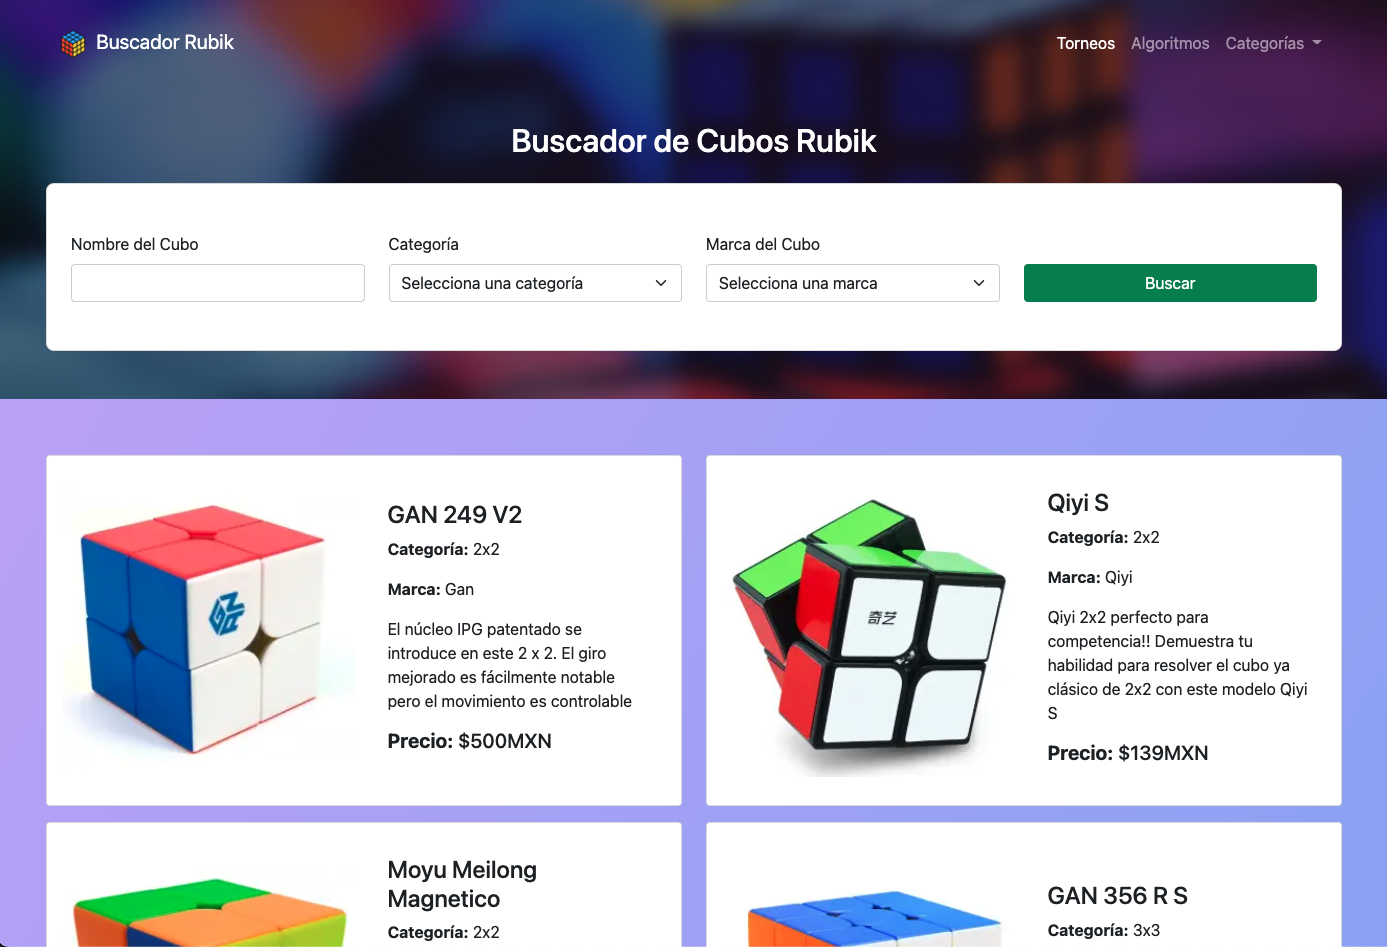 Buscador Rubik
Torneos Algoritmos Categorías
Buscador de Cubos Rubik
Nombre del Cubo
Categoría
Selecciona una categoría
Marca del Cubo
Selecciona una marca
Buscar
GAN 249 V2
Categoría: 2x2
Marca: Gan
El núcleo IPG patentado se
introduce en este 2 x 2. El giro
mejorado es fácilmente notable
pero el movimiento es controlable
Precio: $500MXN
GAN
奇艺
Qiyi S
Categoría: 2x2
Marca: Qiyi
Qiyi 2x2 perfecto para
competencia!! Demuestra tu
habilidad para resolver el cubo ya
clásico de 2x2 con este modelo Qiyi
S
Precio: $139MXN
Moyu Meilong
Magnetico
Categoría: 2x2
GAN 356 R S
Categoría: 3x3